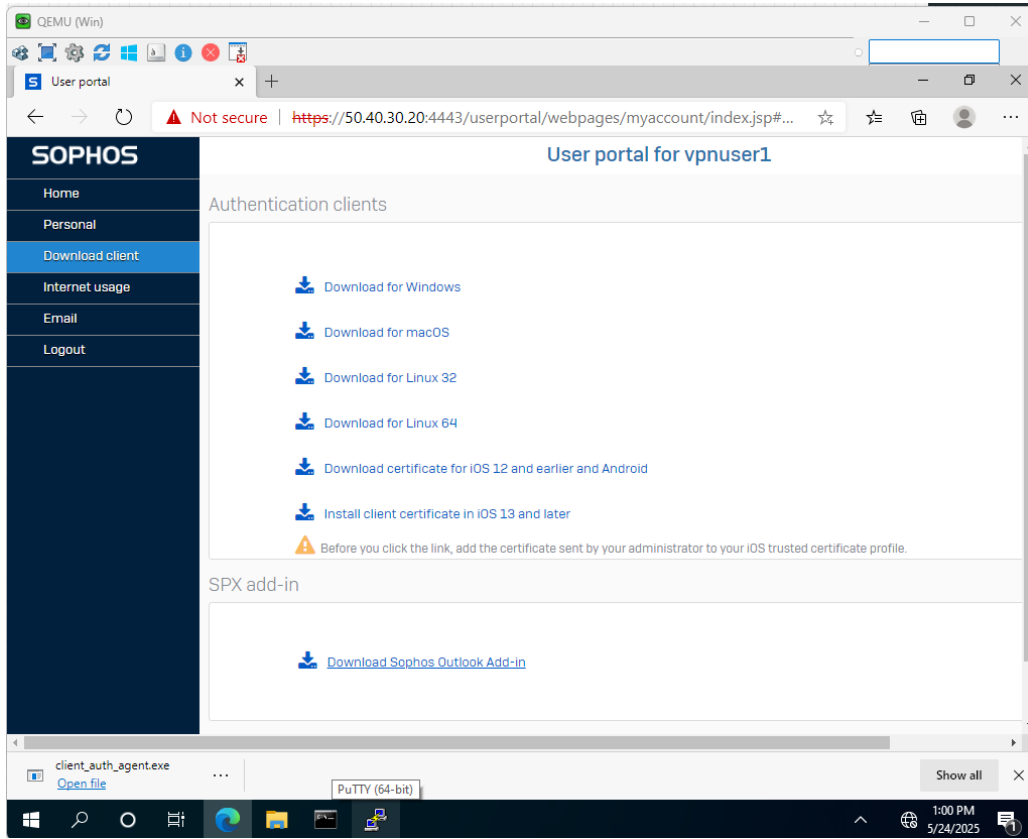 QEMU (Win)
User portal
Not secure | https://50.40.30.20:4443/userportal/webpages/myaccount/index.jsp#...
SOPHOS
User portal for vpnuser1
Home
Personal
Download client
Internet usage
Email
Logout
Authentication clients
Download for Windows
Download for macOS
Download for Linux 32
Download for Linux 64
Download certificate for iOS 12 and earlier and Android
Install client certificate in iOS 13 and later
Before you click the link, add the certificate sent by your administrator to your iOS trusted certificate profile.
SPX add-in
Download Sophos Outlook Add-in
client_auth_agent.exe
Open file
Show all
PuTTY (64-bit)
1:00 PM
5/24/2025
1